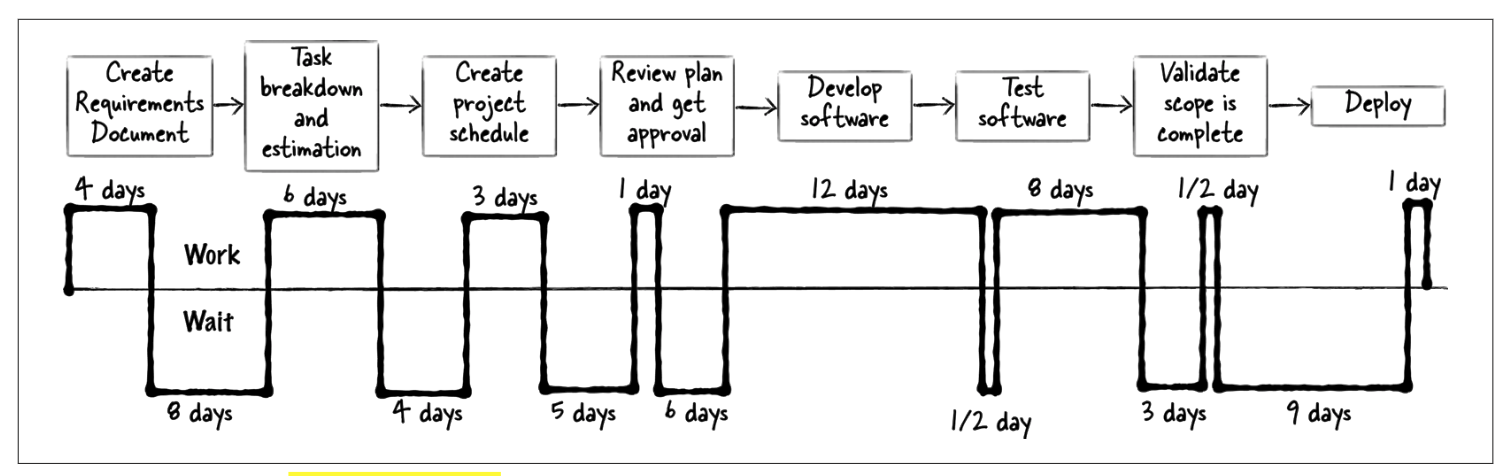 Create
Requirements
Document
Task
breakdown
and
estimation
Create
project
schedule
Review plan
and get
approval
Develop
software
Test
software
Validate
scope is
complete
Deploy
4 days
6 days
3 days
1 day
12 days
8 days
1/2 day
1 day
Work
Wait
8 days
4 days
5 days
6 days
1/2 day
3 days
9 days